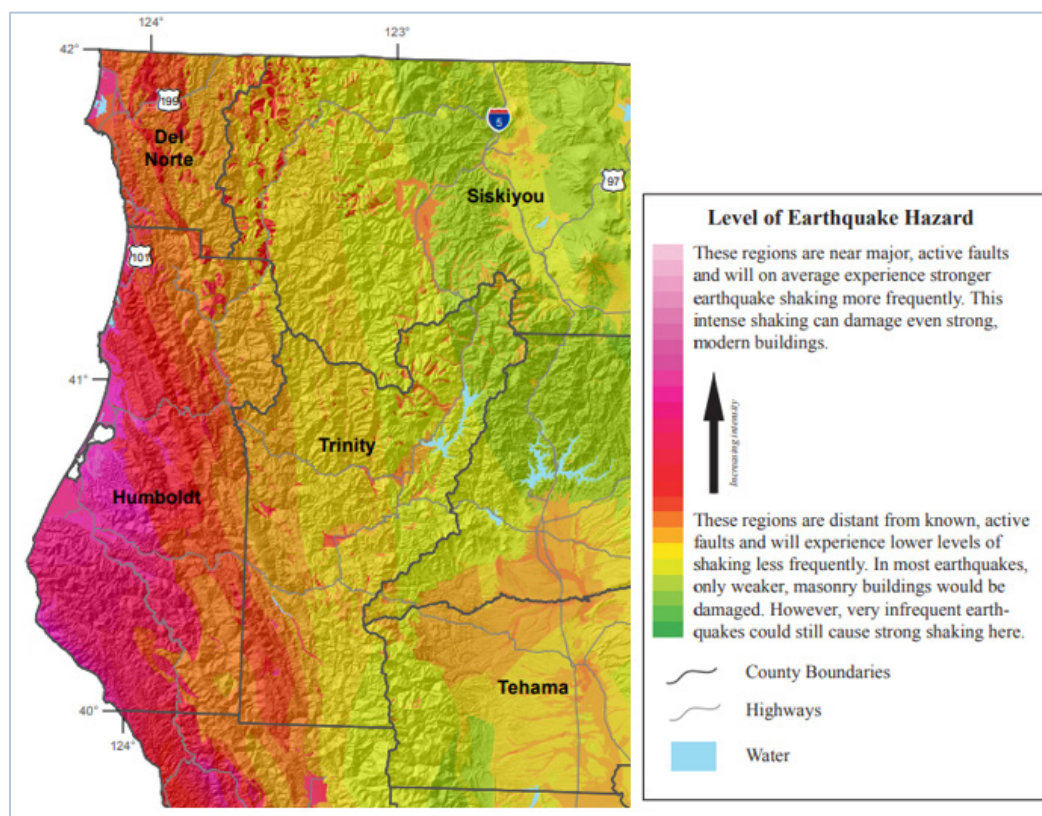 124°
123°
42°
199
Del
Norte
5
97
Siskiyou
101
41°
Trinity
Humboldt
Tehama
40°
124°
Level of Earthquake Hazard
These regions are near major, active faults
and will on average experience stronger
earthquake shaking more frequently. This
intense shaking can damage even strong,
modern buildings.
Increasing intensity
These regions are distant from known, active
faults and will experience lower levels of
shaking less frequently. In most earthquakes,
only weaker, masonry buildings would be
damaged. However, very infrequent earth-
quakes could still cause strong shaking here.
County Boundaries
Highways
Water